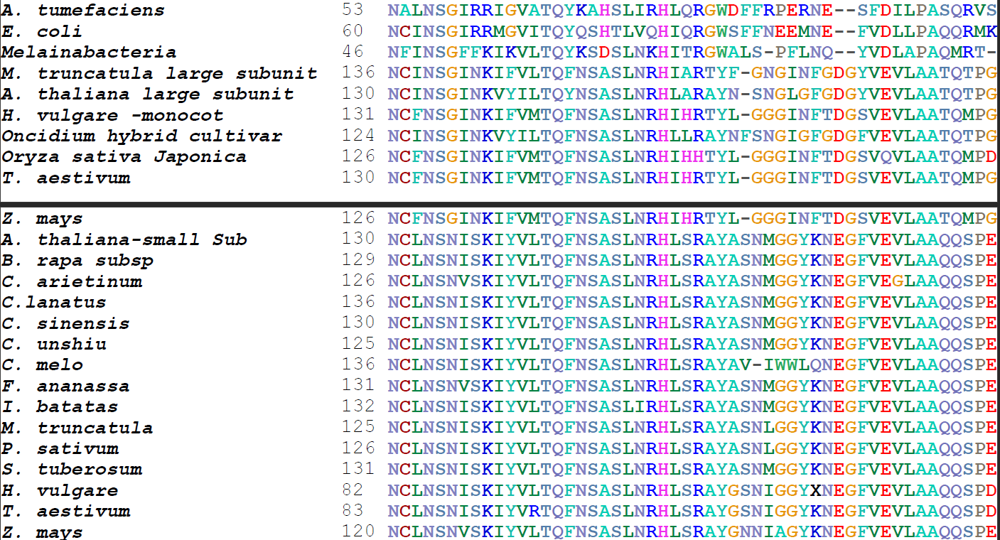 A. tumefaciens 53 NALNSGIRRIGVATQYKAHSLIRHLQRGWDFFRPERNE--SFDILPASQRVS
E. coli 60 NCINSGIRRMGVITQYQSHTLVQHIQRGWSFFNEEMNE--FVDLLPAQQRMK
Melainabacteria 46 NFINSGFFKIKVLTQYKSDSLNKHITRGWALS-PFLNQ--YVDLAPAQMRT-
M. truncatula large subunit 136 NCINSGINKIFVLTQFNSASLNRHIARTYF-GNGINFGDGYVEVLAATQTPG
A. thaliana large subunit 130 NCINSGINKVYILTQYNSASLNRHLARAYN-SNGLGFGDGYVEVLAATQTPG
H. vulgare -monocot 131 NCFNSGINKIFVMTQFNSASLNRHIHRTYL-GGGINFTDGSVEVLAATQMPG
Oncidium hybrid cultivar 124 NCINSGINKVYILTQFNSASLNRHLLRAYNFSNGIGFGDGFVEVLAATQTPG
Oryza sativa Japonica 126 NCFNSGINKIFVMTQFNSASLNRHIHHTYL-GGGINFTDGSVQVLAATQMPD
T. aestivum 130 NCFNSGINKIFVMTQFNSASLNRHIHRTYL-GGGINFTDGSVEVLAATQMPG
Z. mays 126 NCFNSGINKIFVMTQFNSASLNRHIHRTYL-GGGINFTDGSVEVLAATQMPG
A. thaliana-small Sub 130 NCLNSNISKIYVLTQFNSASLNRHLSRAYASNMGGYKNEGFVEVLAAQQSPE
B. rapa subsp 129 NCLNSNISKIYVLTQFNSASLNRHLSRAYASNMGGYKNEGFVEVLAAQQSPE
C. arietinum 126 NCLNSNVSKIYVLTQFNSASLNRHLSRAYASNMGGYKNEGFVEGLAAQQSPE
C.lanatus 136 NCLNSNISKIYVLTQFNSASLNRHLSRAYASNMGGYKNEGFVEVLAAQQSPE
C. sinensis 130 NCLNSNISKIYVLTQFNSASLNRHLSRAYASNMGGYKNEGFVEVLAAQQSPE
C. unshiu 125 NCLNSNISKIYVLTQFNSASLNRHLSRAYASNMGGYKNEGFVEVLAAQQSPE
C. melo 136 NCLNSNISKIYVLTQFNSASLNRHLSRAYAV-IWWLQNEGFVEVLAAQQSPE
F. ananassa 131 NCLNSNVSKIYVLTQFNSASLNRHLSRAYASNMGGYKNEGFVEVLAAQQSPE
I. batatas 132 NCLNSNISKIYVLTQFNSASLIRHLSRAYASNMGGYKNEGFVEVLAAQQSPE
M. truncatula 125 NCLNSNISKIYVLTQFNSASLNRHLSRAYASNLGGYKNEGFVEVLAAQQSPE
P. sativum 126 NCLNSNISKIYVLTQFNSASLNRHLSRAYASNLGGYKNEGFVEVLAAQQSPE
S. tuberosum 131 NCLNSNISKIYVLTQFNSASLNRHLSRAYASNMGGYKNEGFVEVLAAQQSPE
H. vulgare 82 NCLNSNISKIYVLTQFNSASLNRHLSRAYGSNIGGYXNEGFVEVLAAQQSPD
T. aestivum 83 NCLNSNISKIYVRTQFNSASLNRHLSRAYGSNIGGYKNEGFVEVLAAQQSPD
Z. mays 120 NCLNSNVSKIYVLTQFNSASLNRHLSRAYGNNIAGYKNEGFVEVLAAQQSPE